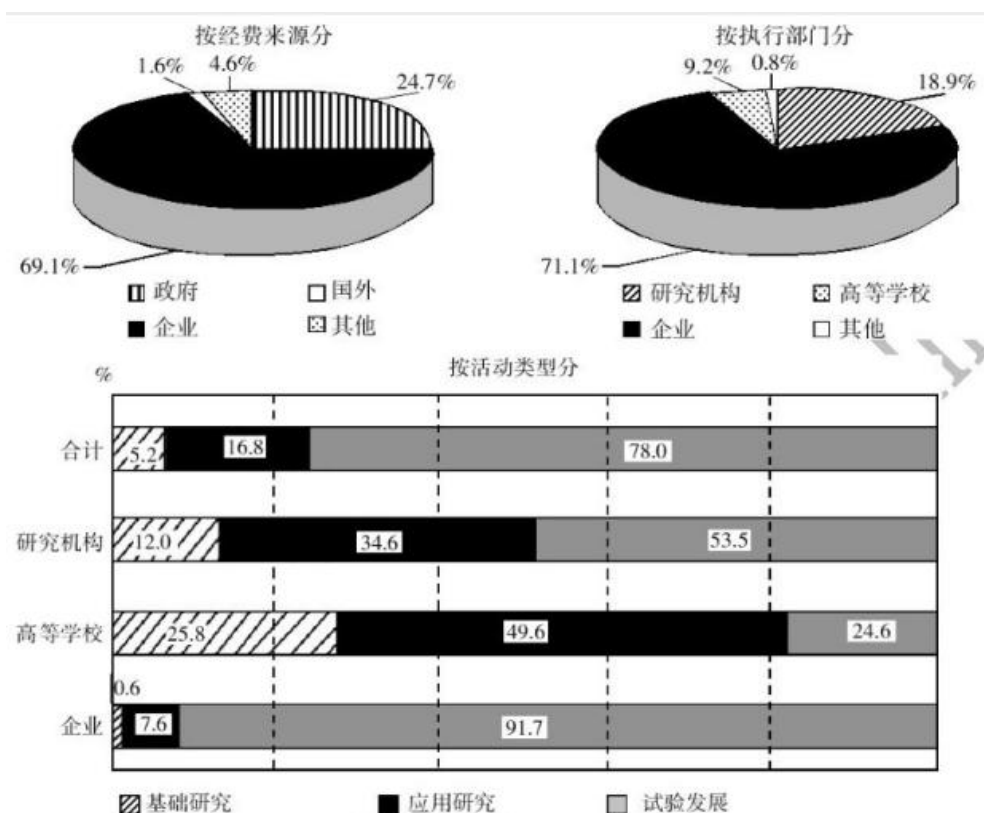 按经费来源分
1.6%
4.6%
24.7%
69.1%
政府
国外
企业
其他
按执行部门分
9.2%
0.8%
18.9%
71.1%
研究机构
高等学校
企业
其他
按活动类型分
%
合计 5.2 16.8 78.0
研究机构 12.0 34.6 53.5
高等学校 25.8 49.6 24.6
0.6
企业 7.6 91.7
基础研究 应用研究 试验发展